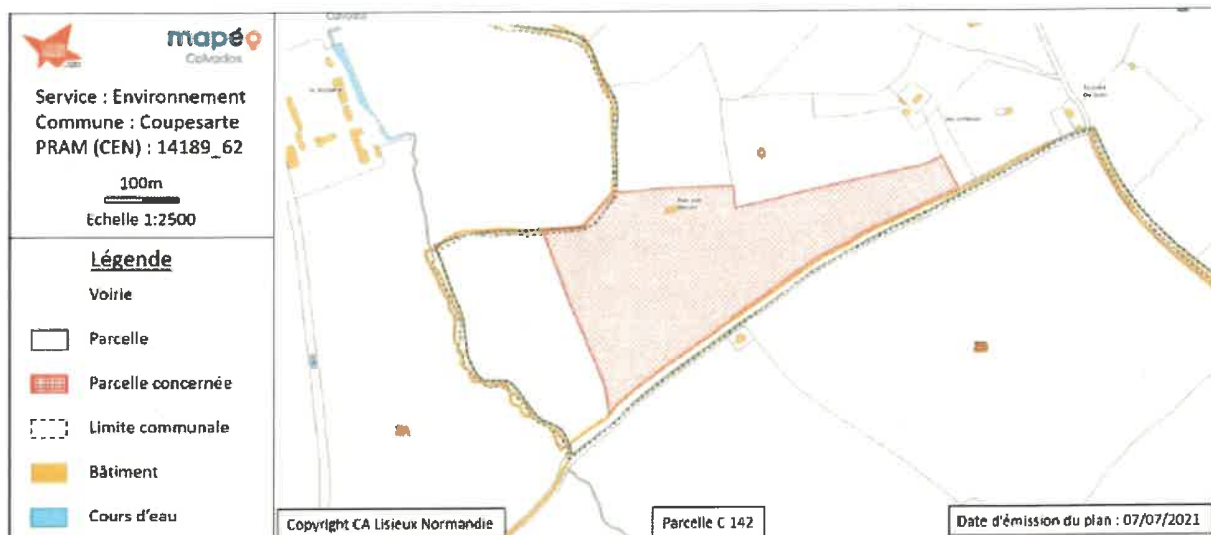 mapéo
Calvados
Service : Environnement
Commune : Coupesarte
PRAM (CEN) : 14189_62
100m
Echelle 1:2500
Légende
Voirie
Parcelle
Parcelle concernée
Limite communale
Bâtiment
Cours d'eau
Calvados
Copyright CA Lisieux Normandie
Parcelle C 142
Date d'émission du plan : 07/07/2021